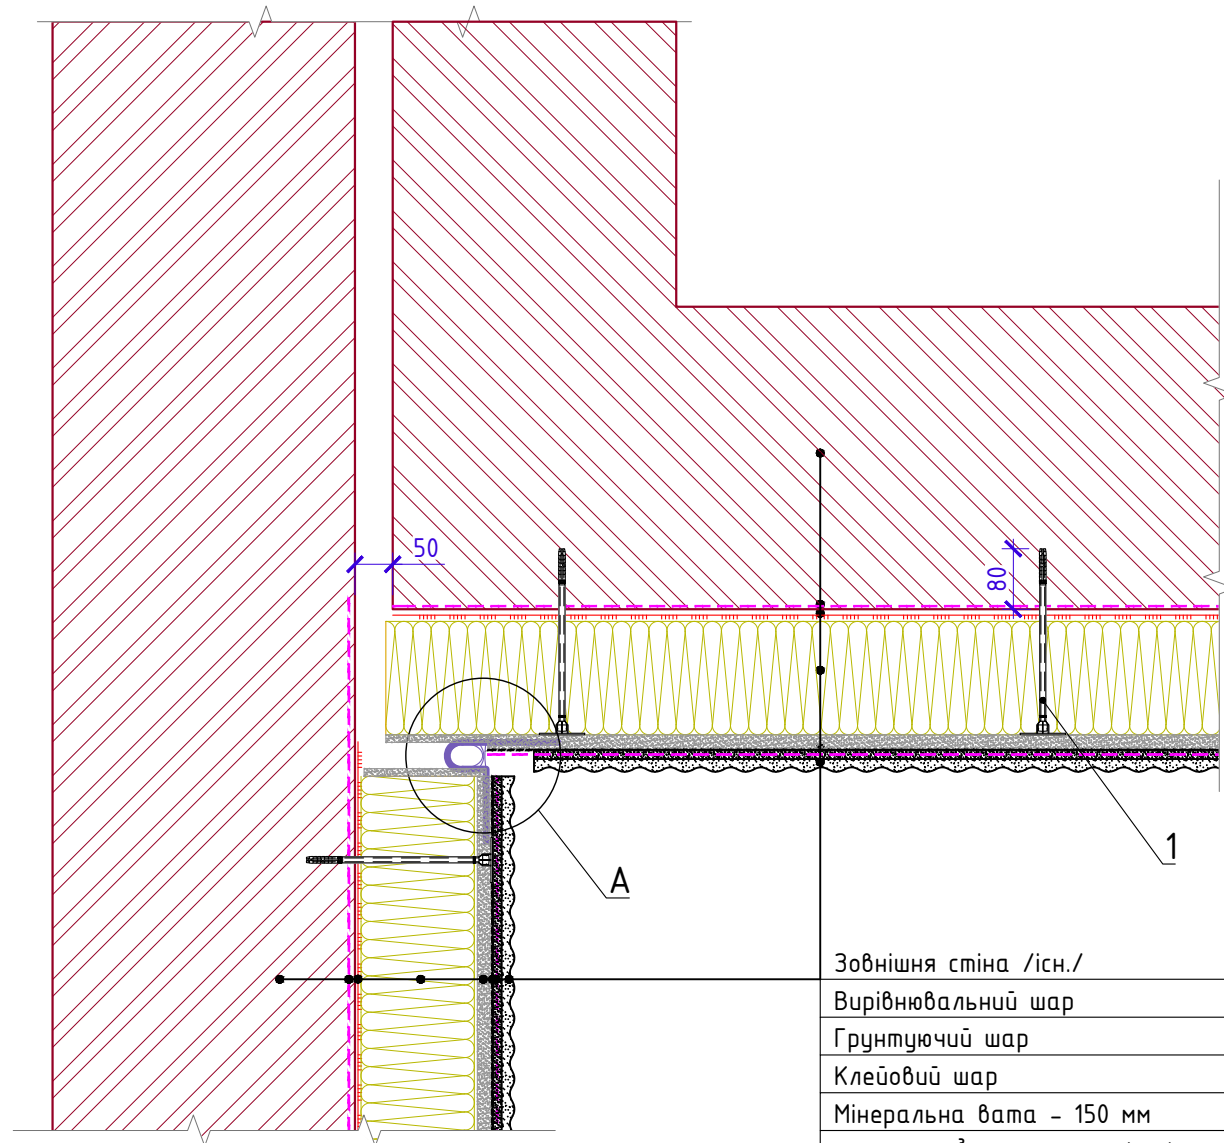 50
80
1
А
Зовнішня стіна /існ./
Вирівнювальний шар
Грунтуючий шар
Клейовий шар
Мінеральна вата - 150 мм